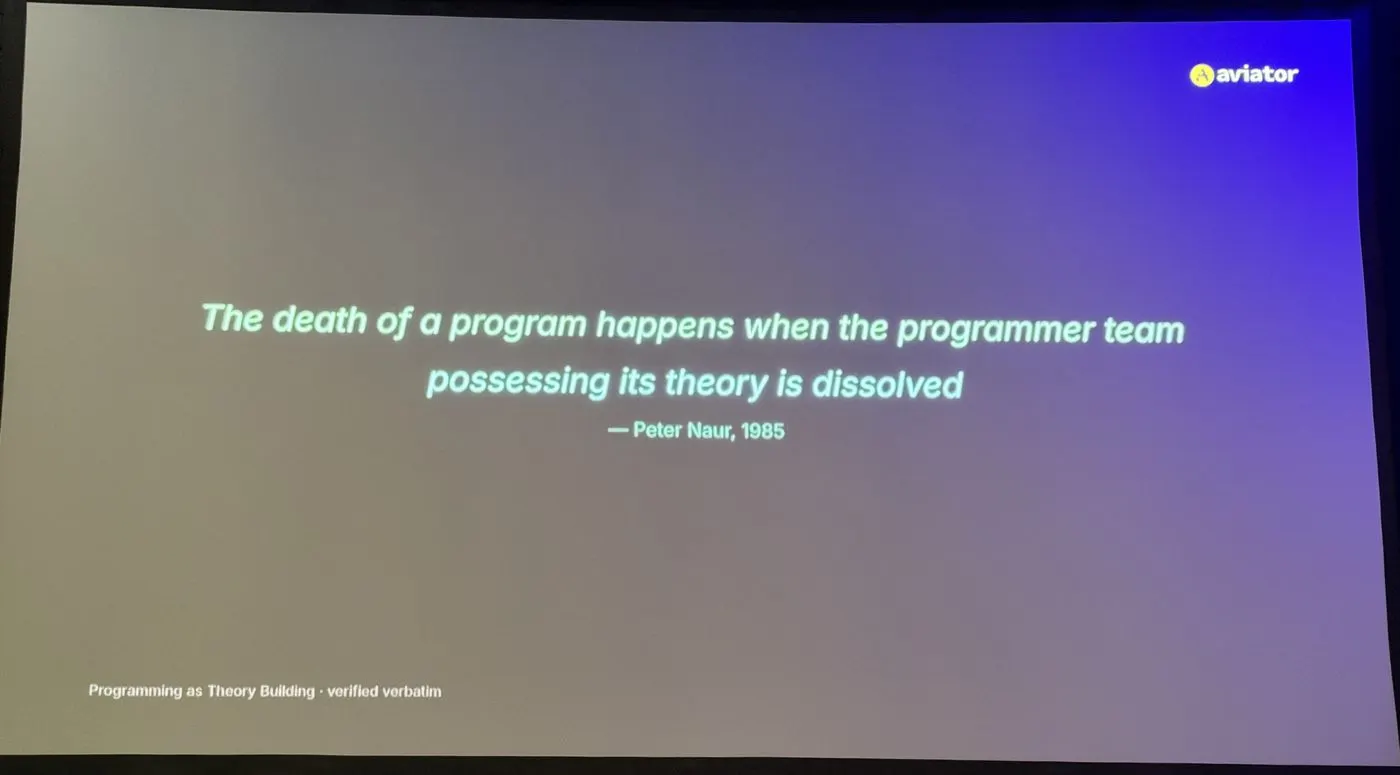 aviator
The death of a program happens when the programmer team
possessing its theory is dissolved
— Peter Naur, 1985
Programming as Theory Building · verified verbatim